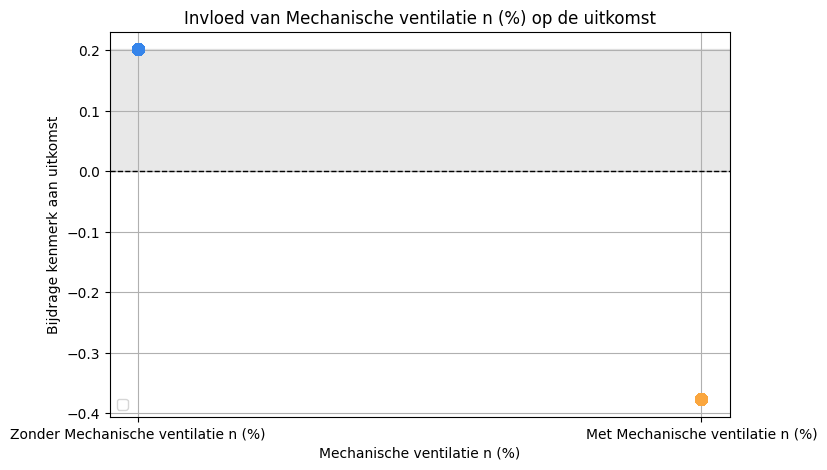 Invloed van Mechanische ventilatie n (%) op de uitkomst
Bijdrage kenmerk aan uitkomst
0.2
0.1
0.0
−0.1
−0.2
−0.3
−0.4
Zonder Mechanische ventilatie n (%)
Met Mechanische ventilatie n (%)
Mechanische ventilatie n (%)